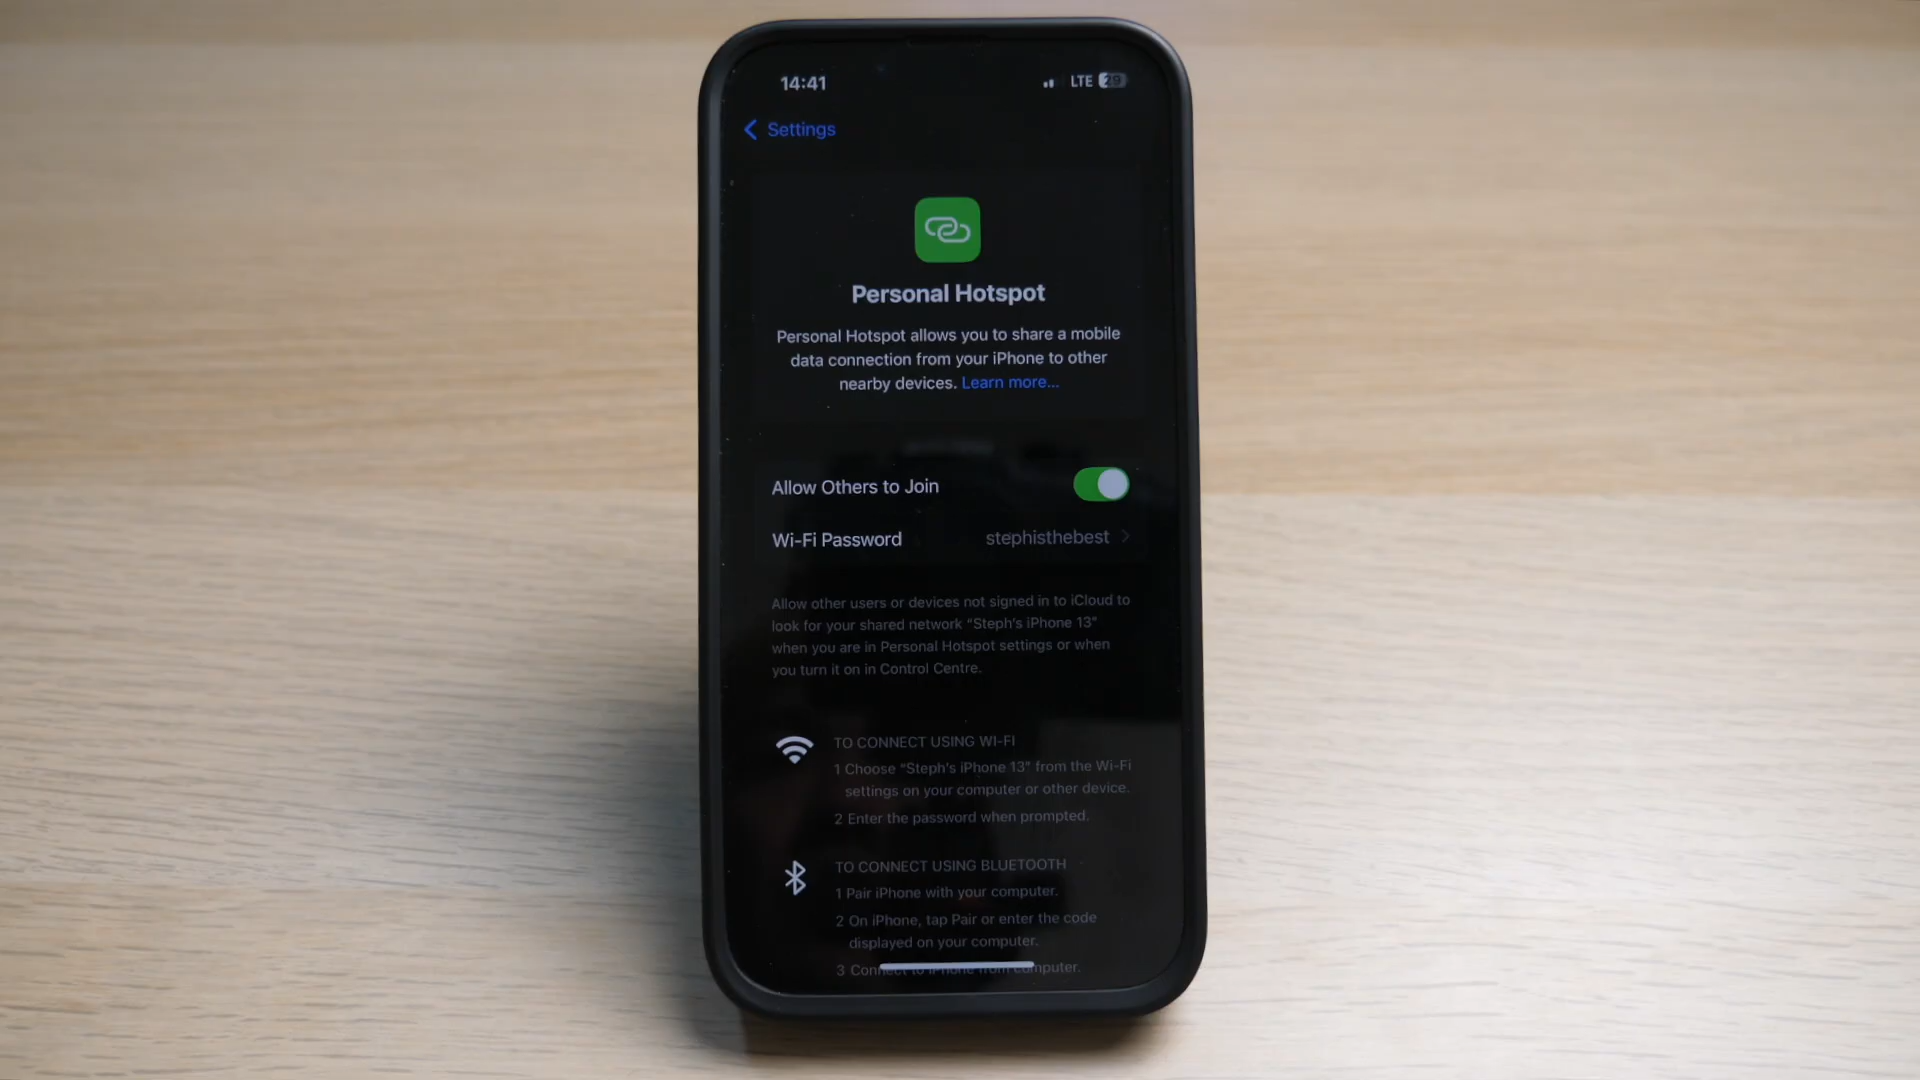 14:41 LTE 29
Settings
Personal Hotspot
Personal Hotspot allows you to share a mobile
data connection from your iPhone to other
nearby devices. Learn more...
Allow Others to Join
Wi-Fi Password stephisthebest
Allow other users or devices not signed in to iCloud to
look for your shared network “Steph's iPhone 13"
when you are in Personal Hotspot settings or when
you turn it on in Control Centre.
TO CONNECT USING WI-FI
1 Choose “Steph's iPhone 13" from the Wi-Fi
settings on your computer or other device.
2 Enter the password when prompted.
TO CONNECT USING BLUETOOTH
1 Pair iPhone with your computer.
2 On iPhone, tap Pair or enter the code
displayed on your computer.
3 Connect to iPhone from computer.